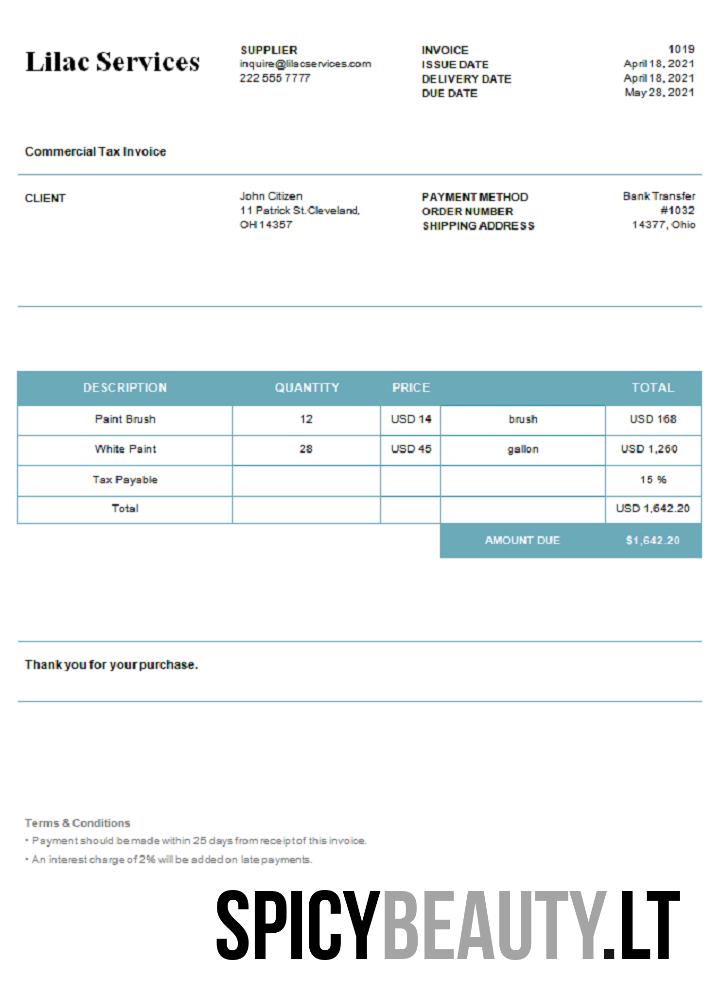 Lilac Services
SUPPLIER
inquire@lilacservices.com
222 555 7777
INVOICE 1019
ISSUE DATE April 18, 2021
DELIVERY DATE April 18, 2021
DUE DATE May 28, 2021
Commercial Tax Invoice
CLIENT
John Citizen
11 Patrick St.Cleveland,
OH 14357
PAYMENT METHOD Bank Transfer
ORDER NUMBER #1032
SHIPPING ADDRESS 14377, Ohio
DESCRIPTION QUANTITY PRICE TOTAL
Paint Brush 12 USD 14 brush USD 168
White Paint 28 USD 45 gallon USD 1,260
Tax Payable 15 %
Total USD 1,642.20
AMOUNT DUE $1,642.20
Thank you for your purchase.
Terms & Conditions
• Payment should be made within 25 days from receipt of this invoice.
• An interest charge of 2% will be added on late payments.
SPICYBEAUTY.LT